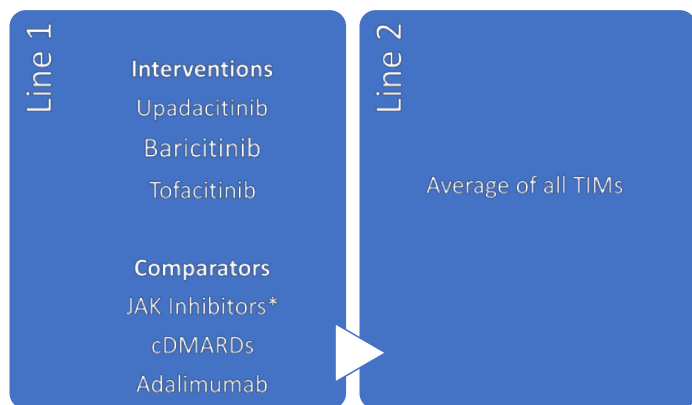 Line 1
Interventions
Upadacitinib
Baricitinib
Tofacitinib
Comparators
JAK Inhibitors*
cDMARDs
Adalimumab
Line 2
Average of all TIMs